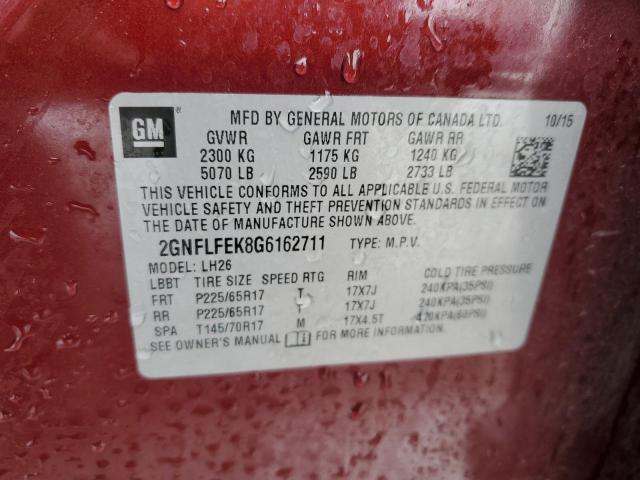 GM
MFD BY GENERAL MOTORS OF CANADA LTD. 10/15
GVWR GAWR FRT GAWR RR
2300 KG 1175 KG 1240 KG
5070 LB 2590 LB 2733 LB
THIS VEHICLE CONFORMS TO ALL APPLICABLE U.S. FEDERAL MOTOR
VEHICLE SAFETY AND THEFT PREVENTION STANDARDS IN EFFECT ON
THE DATE OF MANUFACTURE SHOWN ABOVE.
2GNFLFEK8G6162711 TYPE: M.P.V.
MODEL: LH26
LBBT TIRE SIZE SPEED RTG RIM COLD TIRE PRESSURE
FRT P225/65R17 T 17X7J 240KPA(35PSI)
RR P225/65R17 T 17X7J 240KPA(35PSI)
SPA T145/70R17 M 17X4.5T 420KPA(60PSI)
SEE OWNER'S MANUAL FOR MORE INFORMATION.